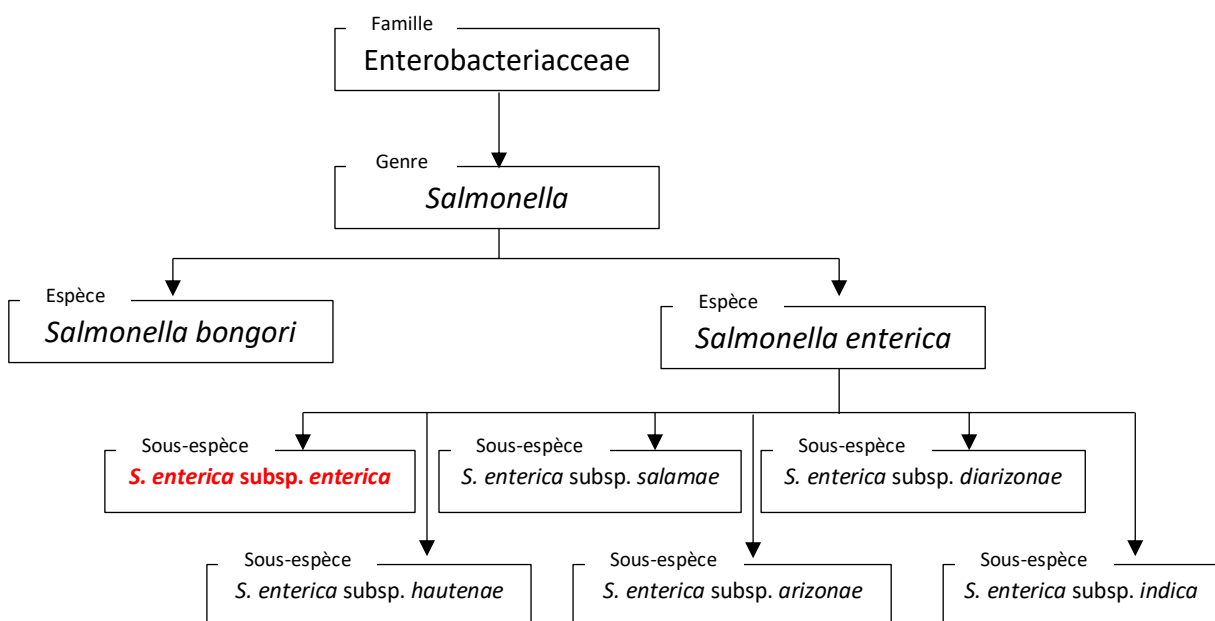 Famille
Enterobacteriacceae
Genre
Salmonella
Espèce
Salmonella bongori
Espèce
Salmonella enterica
Sous-espèce
S. enterica subsp. enterica
Sous-espèce
S. enterica subsp. salamae
Sous-espèce
S. enterica subsp. diarizonae
Sous-espèce
S. enterica subsp. hautenae
Sous-espèce
S. enterica subsp. arizonae
Sous-espèce
S. enterica subsp. indica